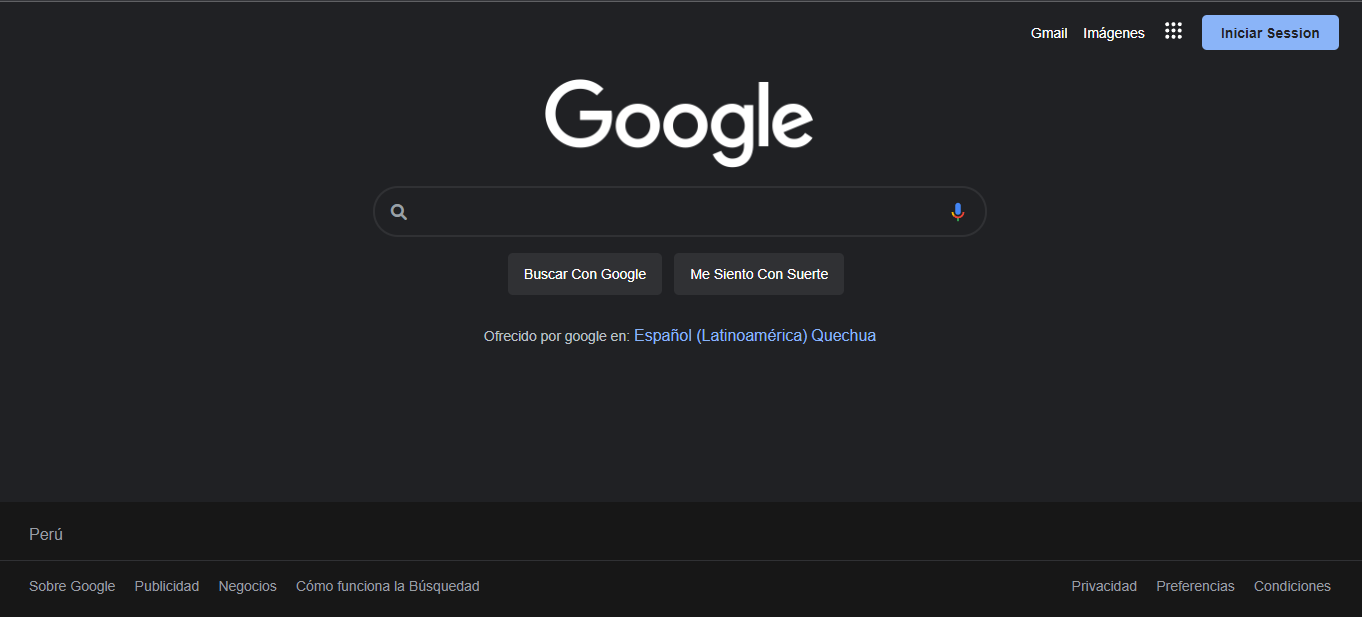 Gmail Imágenes Iniciar Session
Google
Buscar Con Google Me Siento Con Suerte
Ofrecido por google en: Español (Latinoamérica) Quechua
Perú
Sobre Google Publicidad Negocios Cómo funciona la Búsquedad Privacidad Preferencias Condiciones